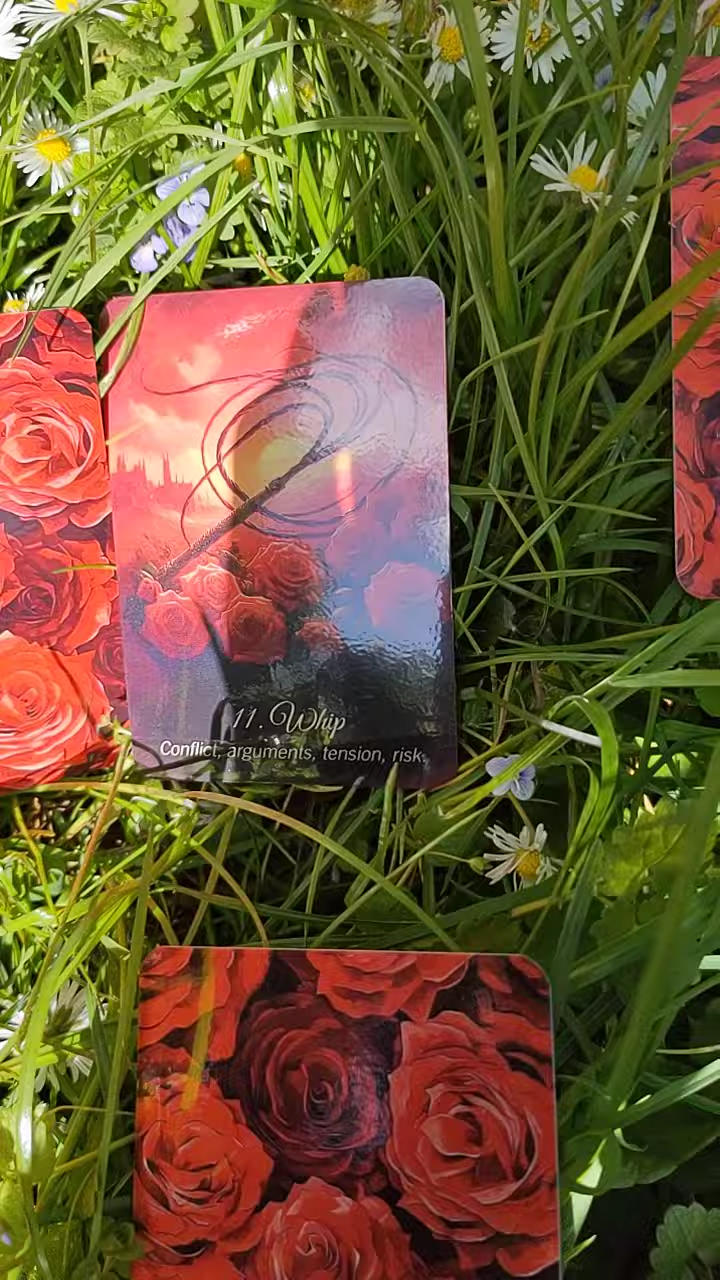 11. Whip
Conflict, arguments, tension, risk.